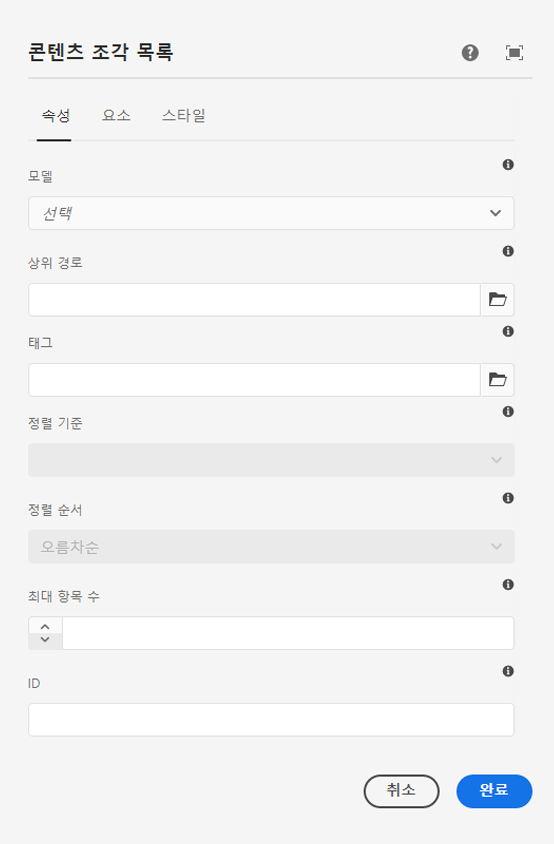 콘텐츠 조각 목록
속성 요소 스타일
모델
선택
상위 경로
태그
정렬 기준
정렬 순서
오름차순
최대 항목 수
ID
취소 완료